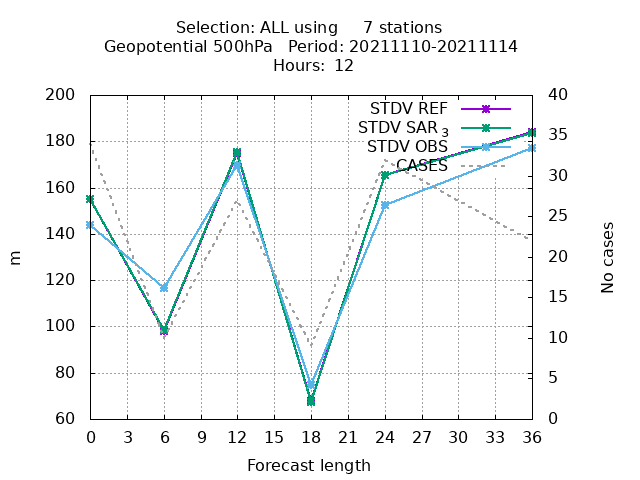 Selection: ALL using     7 stations
Geopotential 500hPa   Period: 20211110-20211114
Hours: 12
200
180
160
140
120
100
80
60
m
40
35
30
25
20
15
10
5
0
No cases
STDV REF
STDV SAR₃
STDV OBS
CASES
0 3 6 9 12 15 18 21 24 27 30 33 36
Forecast length